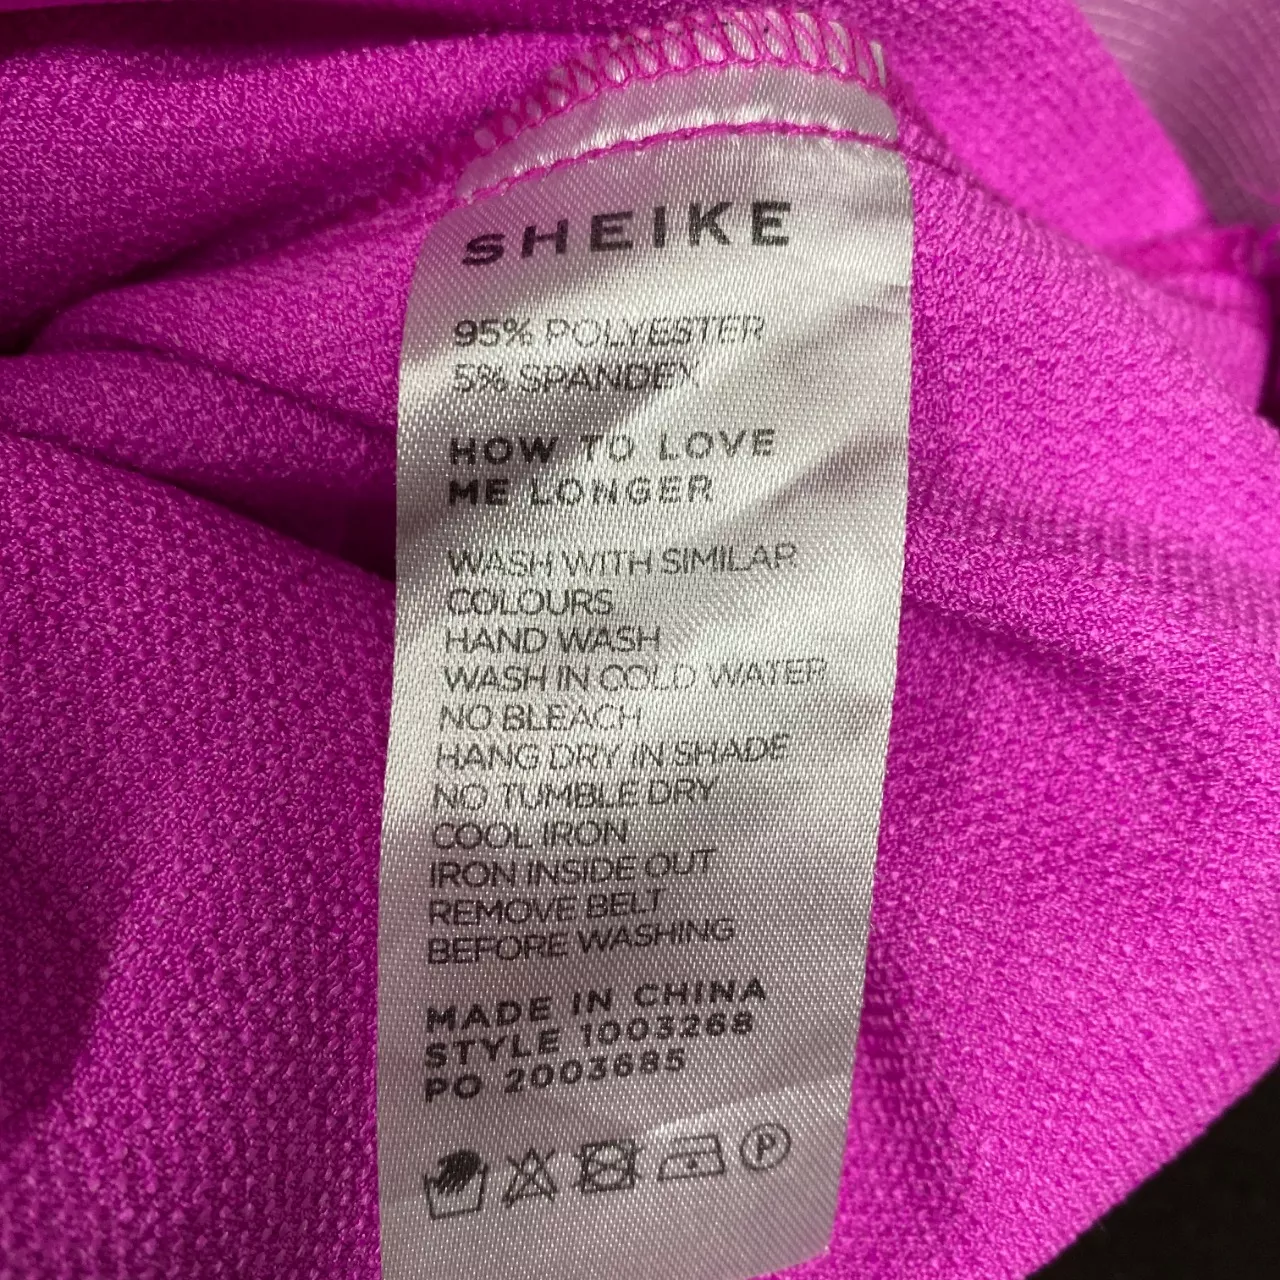 SHEIKE
95% POLYESTER
5% SPANDEX
HOW TO LOVE
ME LONGER
WASH WITH SIMILAR
COLOURS
HAND WASH
WASH IN COLD WATER
NO BLEACH
HANG DRY IN SHADE
NO TUMBLE DRY
COOL IRON
IRON INSIDE OUT
REMOVE BELT
BEFORE WASHING
MADE IN CHINA
STYLE 1003268
PO 2003685
P